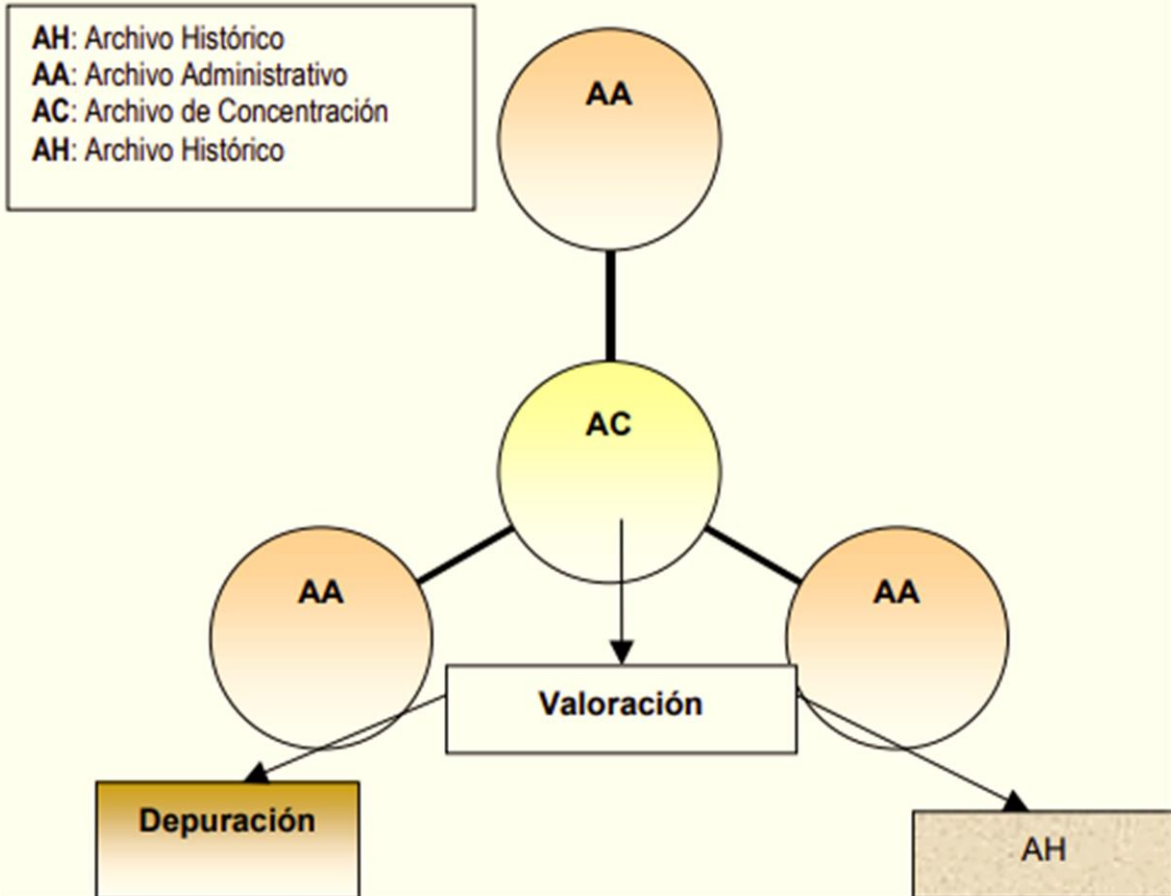 AH: Archivo Histórico
AA: Archivo Administrativo
AC: Archivo de Concentración
AH: Archivo Histórico
AA
AC
AA
AA
Valoración
Depuración
AH